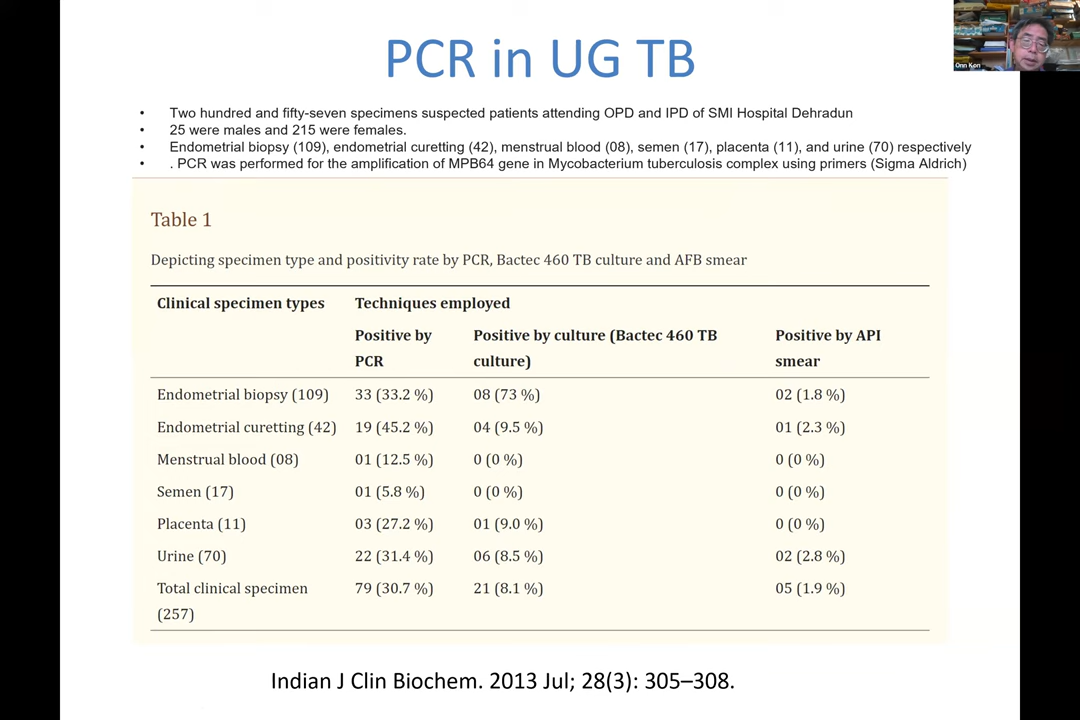 PCR in UG TB
Onn Kon
• Two hundred and fifty-seven specimens suspected patients attending OPD and IPD of SMI Hospital Dehradun
• 25 were males and 215 were females.
• Endometrial biopsy (109), endometrial curetting (42), menstrual blood (08), semen (17), placenta (11), and urine (70) respectively
• . PCR was performed for the amplification of MPB64 gene in Mycobacterium tuberculosis complex using primers (Sigma Aldrich)
Table 1
Depicting specimen type and positivity rate by PCR, Bactec 460 TB culture and AFB smear
Clinical specimen types Techniques employed
Positive by Positive by culture (Bactec 460 TB Positive by API
PCR culture) smear
Endometrial biopsy (109) 33 (33.2 %) 08 (73 %) 02 (1.8 %)
Endometrial curetting (42) 19 (45.2 %) 04 (9.5 %) 01 (2.3 %)
Menstrual blood (08) 01 (12.5 %) 0 (0 %) 0 (0 %)
Semen (17) 01 (5.8 %) 0 (0 %) 0 (0 %)
Placenta (11) 03 (27.2 %) 01 (9.0 %) 0 (0 %)
Urine (70) 22 (31.4 %) 06 (8.5 %) 02 (2.8 %)
Total clinical specimen 79 (30.7 %) 21 (8.1 %) 05 (1.9 %)
(257)
Indian J Clin Biochem. 2013 Jul; 28(3): 305–308.